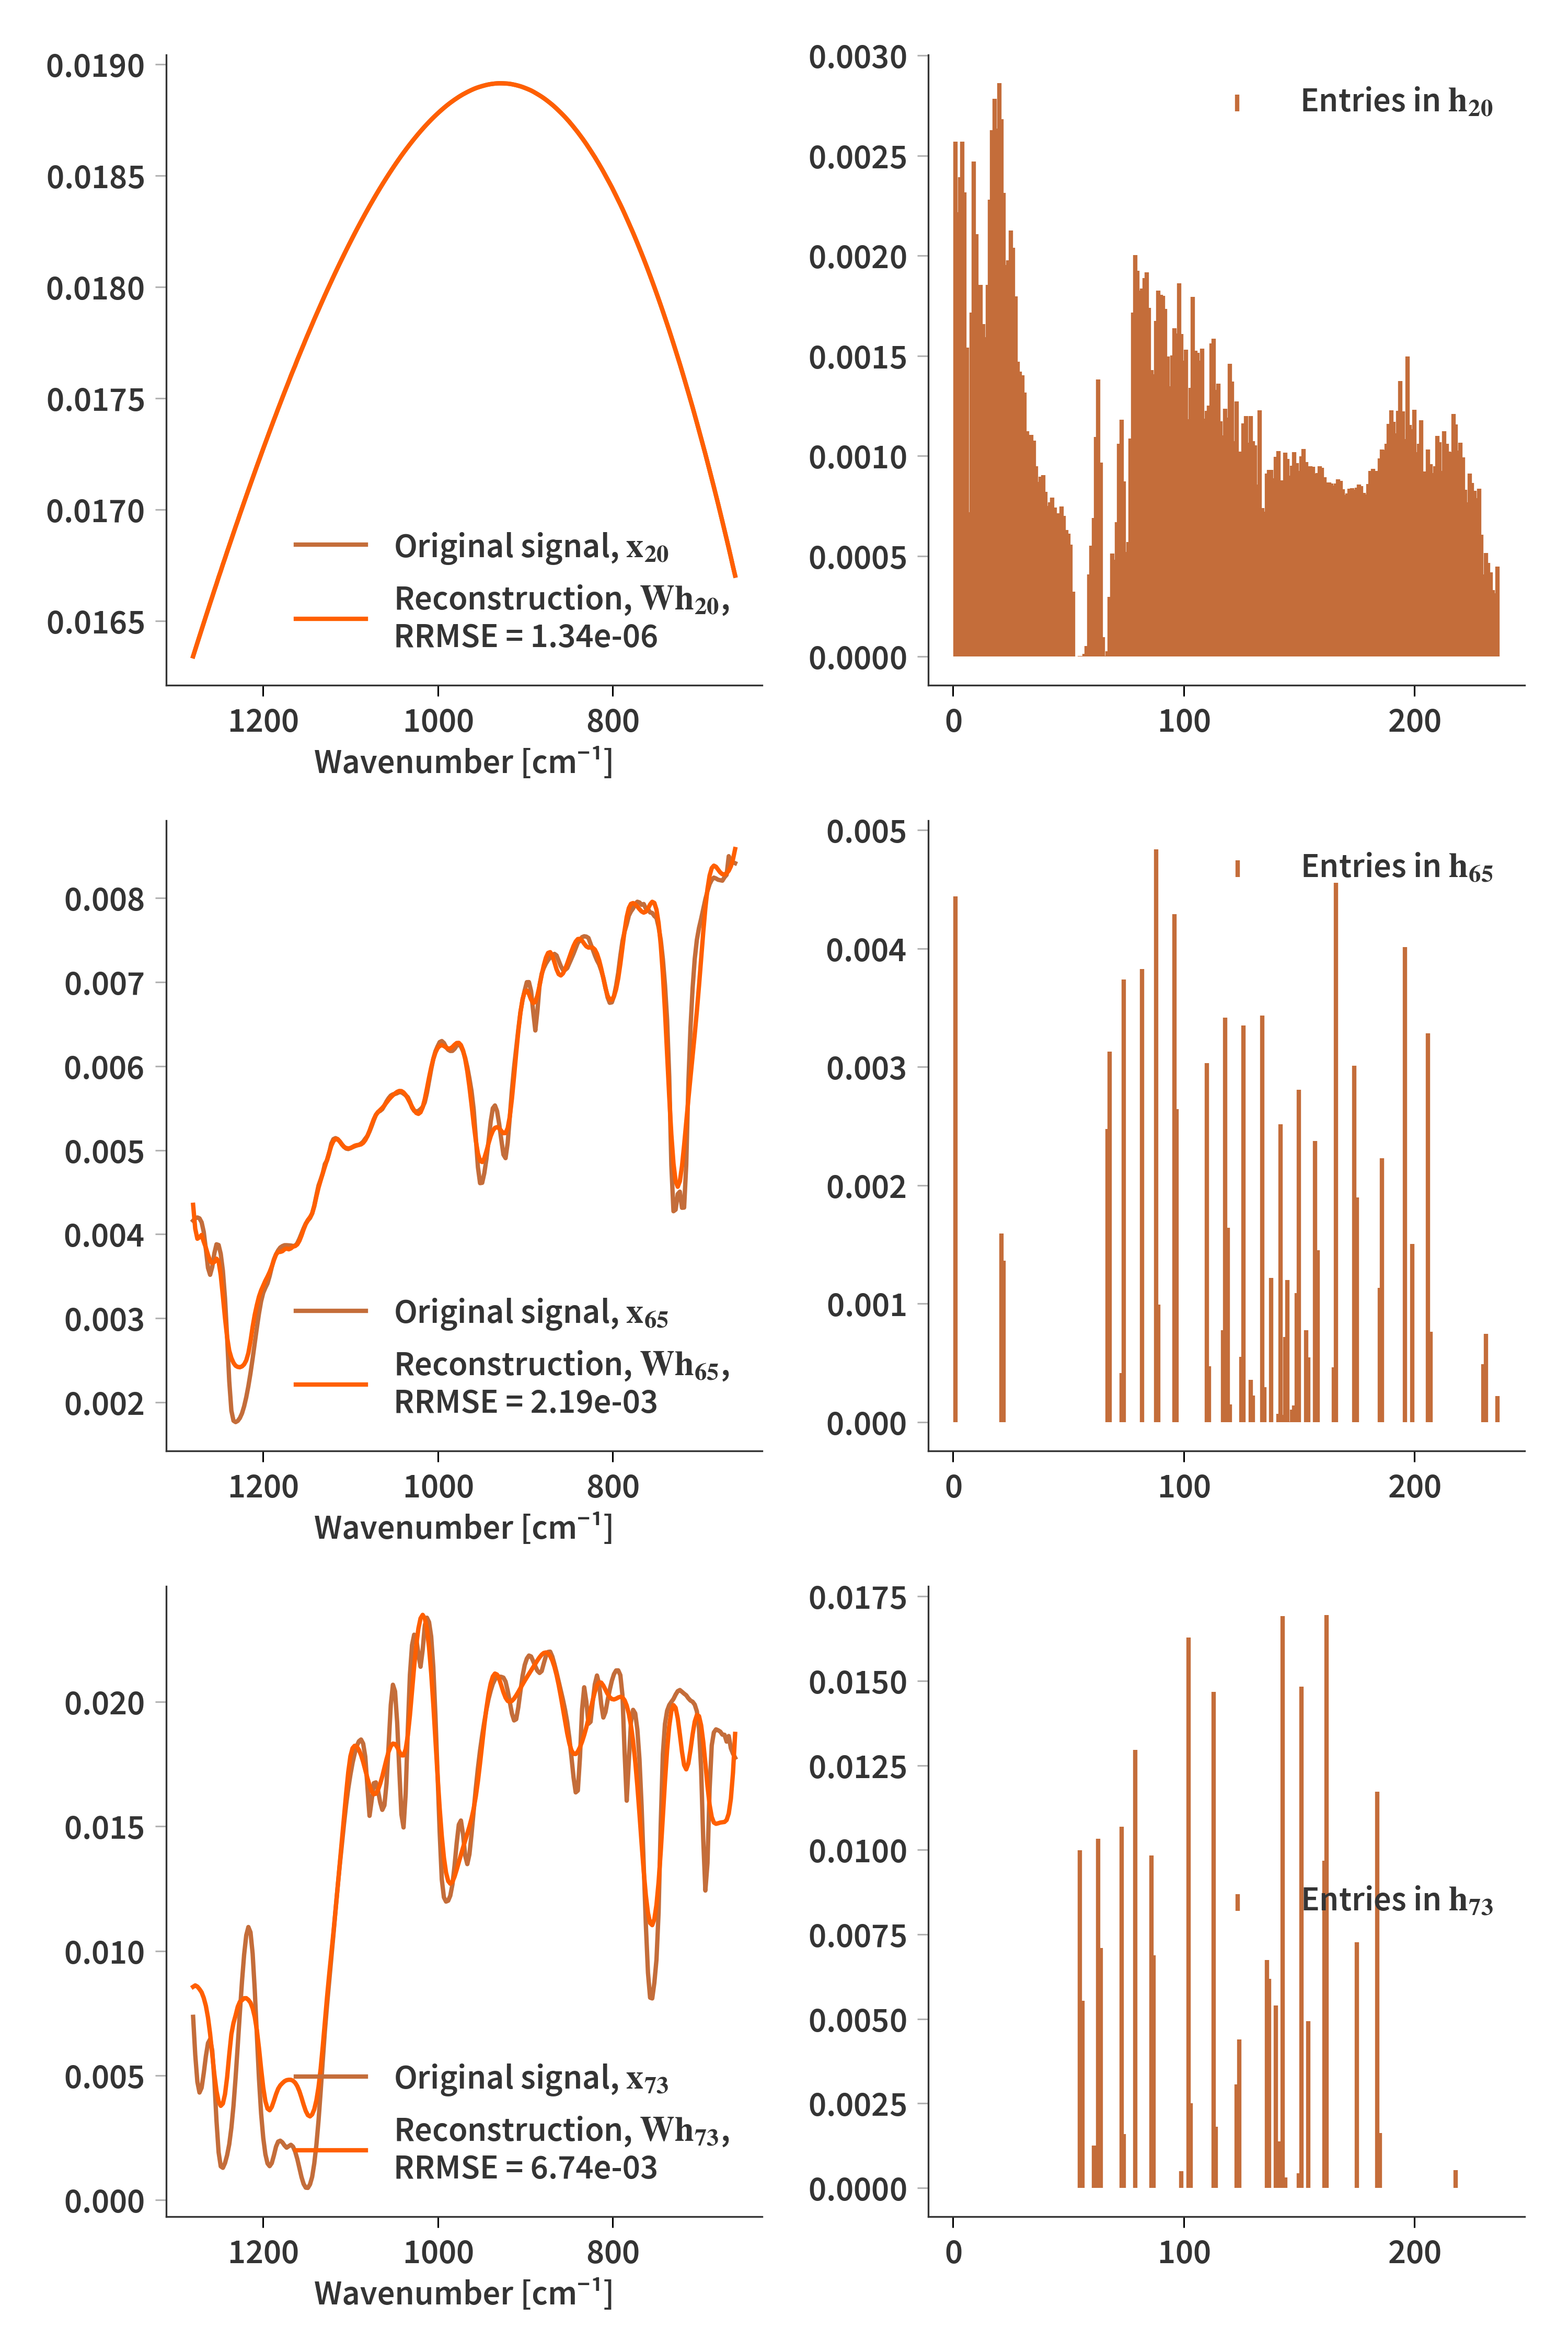 0.0190
0.0185
0.0180
0.0175
0.0170
0.0165
Original signal, x₂₀
Reconstruction, Wh₂₀,
RRMSE = 1.34e-06
1200 1000 800
Wavenumber [cm⁻¹]
0.0030
0.0025
0.0020
0.0015
0.0010
0.0005
0.0000
Entries in h₂₀
0 100 200
0.008
0.007
0.006
0.005
0.004
0.003
0.002
Original signal, x₆₅
Reconstruction, Wh₆₅,
RRMSE = 2.19e-03
1200 1000 800
Wavenumber [cm⁻¹]
0.005
0.004
0.003
0.002
0.001
0.000
Entries in h₆₅
0 100 200
0.020
0.015
0.010
0.005
0.000
Original signal, x₇₃
Reconstruction, Wh₇₃,
RRMSE = 6.74e-03
1200 1000 800
Wavenumber [cm⁻¹]
0.0175
0.0150
0.0125
0.0100
0.0075
0.0050
0.0025
0.0000
Entries in h₇₃
0 100 200